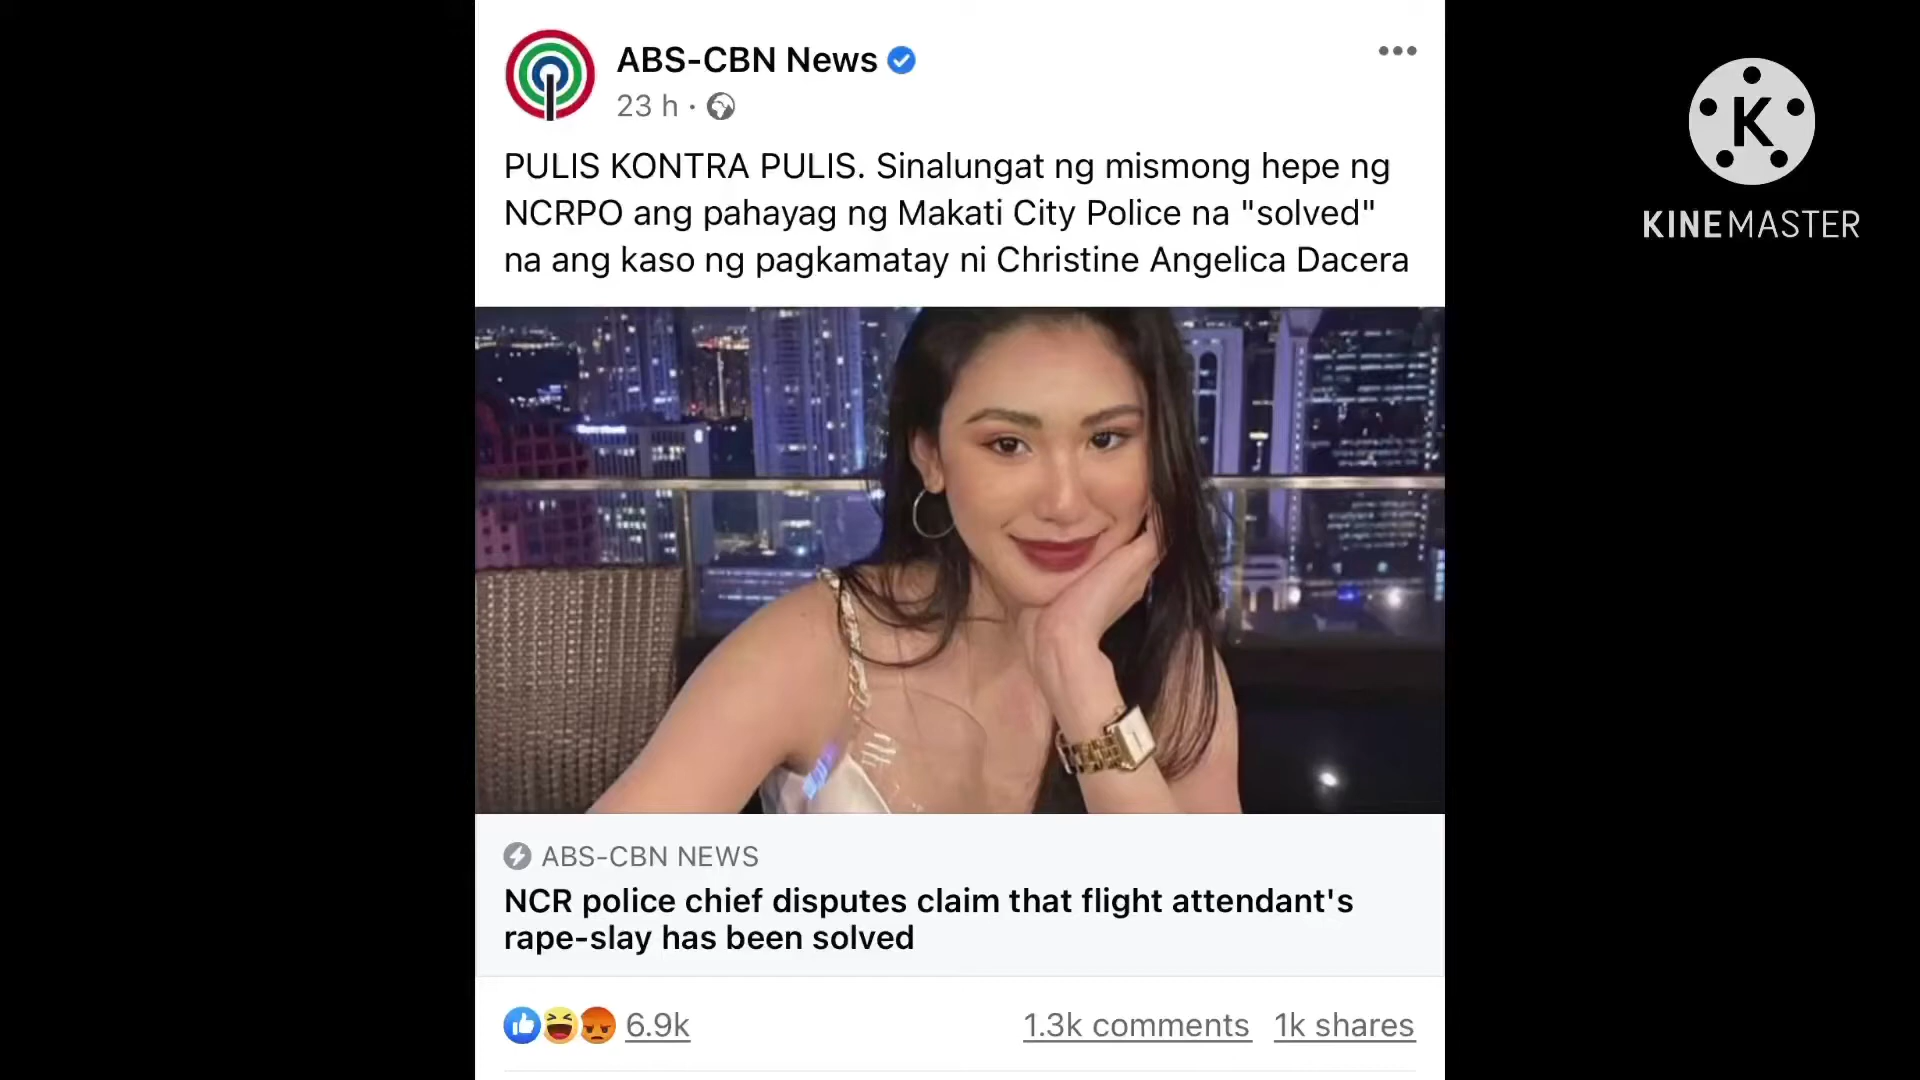 ABS-CBN News
23 h ·
PULIS KONTRA PULIS. Sinalungat ng mismong hepe ng
NCRPO ang pahayag ng Makati City Police na "solved"
na ang kaso ng pagkamatay ni Christine Angelica Dacera
ABS-CBN NEWS
NCR police chief disputes claim that flight attendant's
rape-slay has been solved
6.9k 1.3k comments 1k shares
K
KINEMASTER